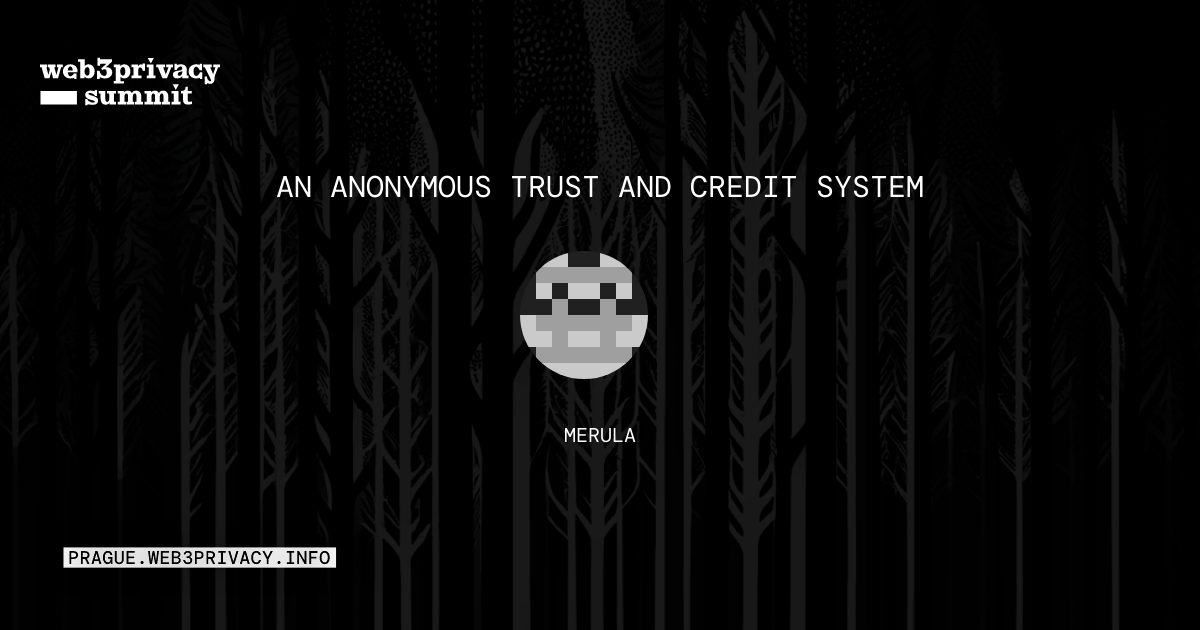 web3privacy
summit
AN ANONYMOUS TRUST AND CREDIT SYSTEM
MERULA
PRAGUE.WEB3PRIVACY.INFO